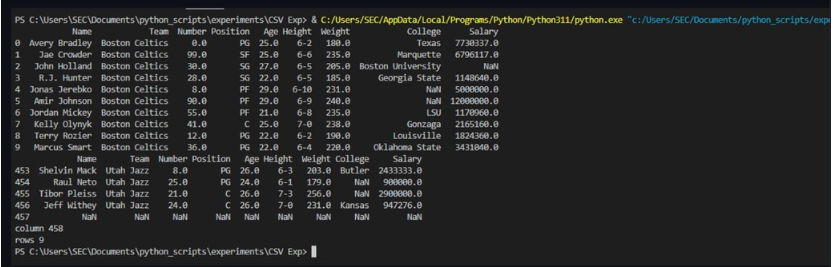 PS C:\Users\SEC\Documents\python_scripts\experiments\CSV Exp> & C:/Users/SEC/AppData/Local/Programs/Python/Python311/python.exe "c:/Users/SEC/Documents/python_scripts/exp
Name Team Number Position Age Height Weight College Salary
0 Avery Bradley Boston Celtics 0.0 PG 25.0 6-2 180.0 Texas 7730337.0
1 Jae Crowder Boston Celtics 99.0 SF 25.0 6-6 235.0 Marquette 6796117.0
2 John Holland Boston Celtics 30.0 SG 27.0 6-5 205.0 Boston University NaN
3 R.J. Hunter Boston Celtics 28.0 SG 22.0 6-5 185.0 Georgia State 1148640.0
4 Jonas Jerebko Boston Celtics 8.0 PF 29.0 6-10 231.0 NaN 5000000.0
5 Amir Johnson Boston Celtics 90.0 PF 29.0 6-9 240.0 NaN 12000000.0
6 Jordan Mickey Boston Celtics 55.0 PF 21.0 6-8 235.0 LSU 1170960.0
7 Kelly Olynyk Boston Celtics 41.0 C 25.0 7-0 238.0 Gonzaga 2165160.0
8 Terry Rozier Boston Celtics 12.0 PG 22.0 6-2 190.0 Louisville 1824360.0
9 Marcus Smart Boston Celtics 36.0 PG 22.0 6-4 220.0 Oklahoma State 3431040.0
Name Team Number Position Age Height Weight College Salary
453 Shelvin Mack Utah Jazz 8.0 PG 26.0 6-3 203.0 Butler 2433333.0
454 Raul Neto Utah Jazz 25.0 PG 24.0 6-1 179.0 NaN 900000.0
455 Tibor Pleiss Utah Jazz 21.0 C 26.0 7-3 256.0 NaN 2900000.0
456 Jeff Withey Utah Jazz 24.0 C 26.0 7-0 231.0 Kansas 947276.0
457 NaN NaN NaN NaN NaN NaN NaN NaN NaN
column 458
rows 9
PS C:\Users\SEC\Documents\python_scripts\experiments\CSV Exp>